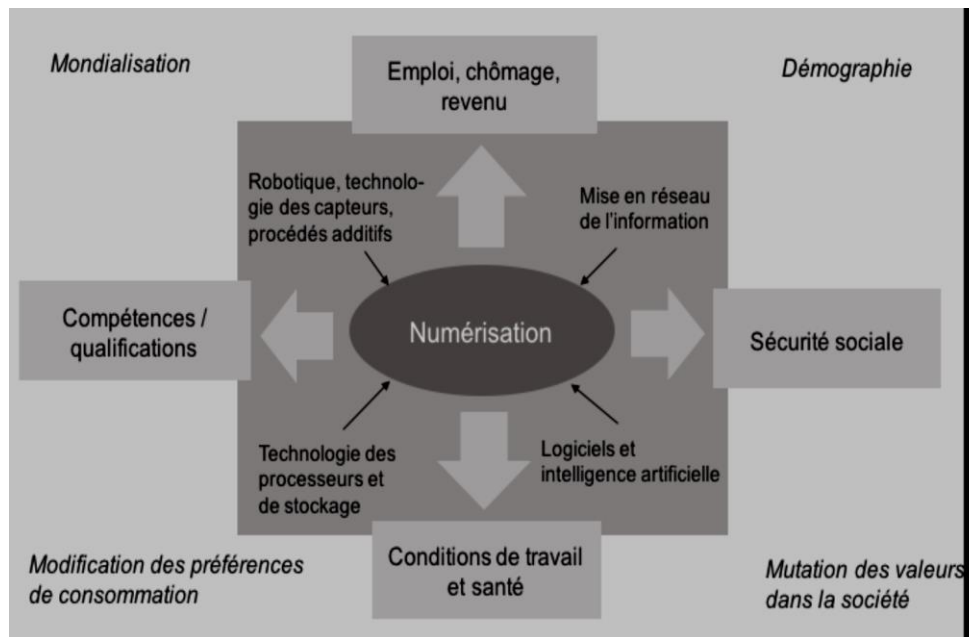 Mondialisation
Emploi, chômage,
revenu
Démographie
Robotique, technolo-
gie des capteurs,
procédés additifs
Mise en réseau
de l'information
Compétences /
qualifications
Numérisation
Sécurité sociale
Technologie des
processeurs et
de stockage
Logiciels et
intelligence artificielle
Modification des préférences
de consommation
Conditions de travail
et santé
Mutation des valeurs
dans la société